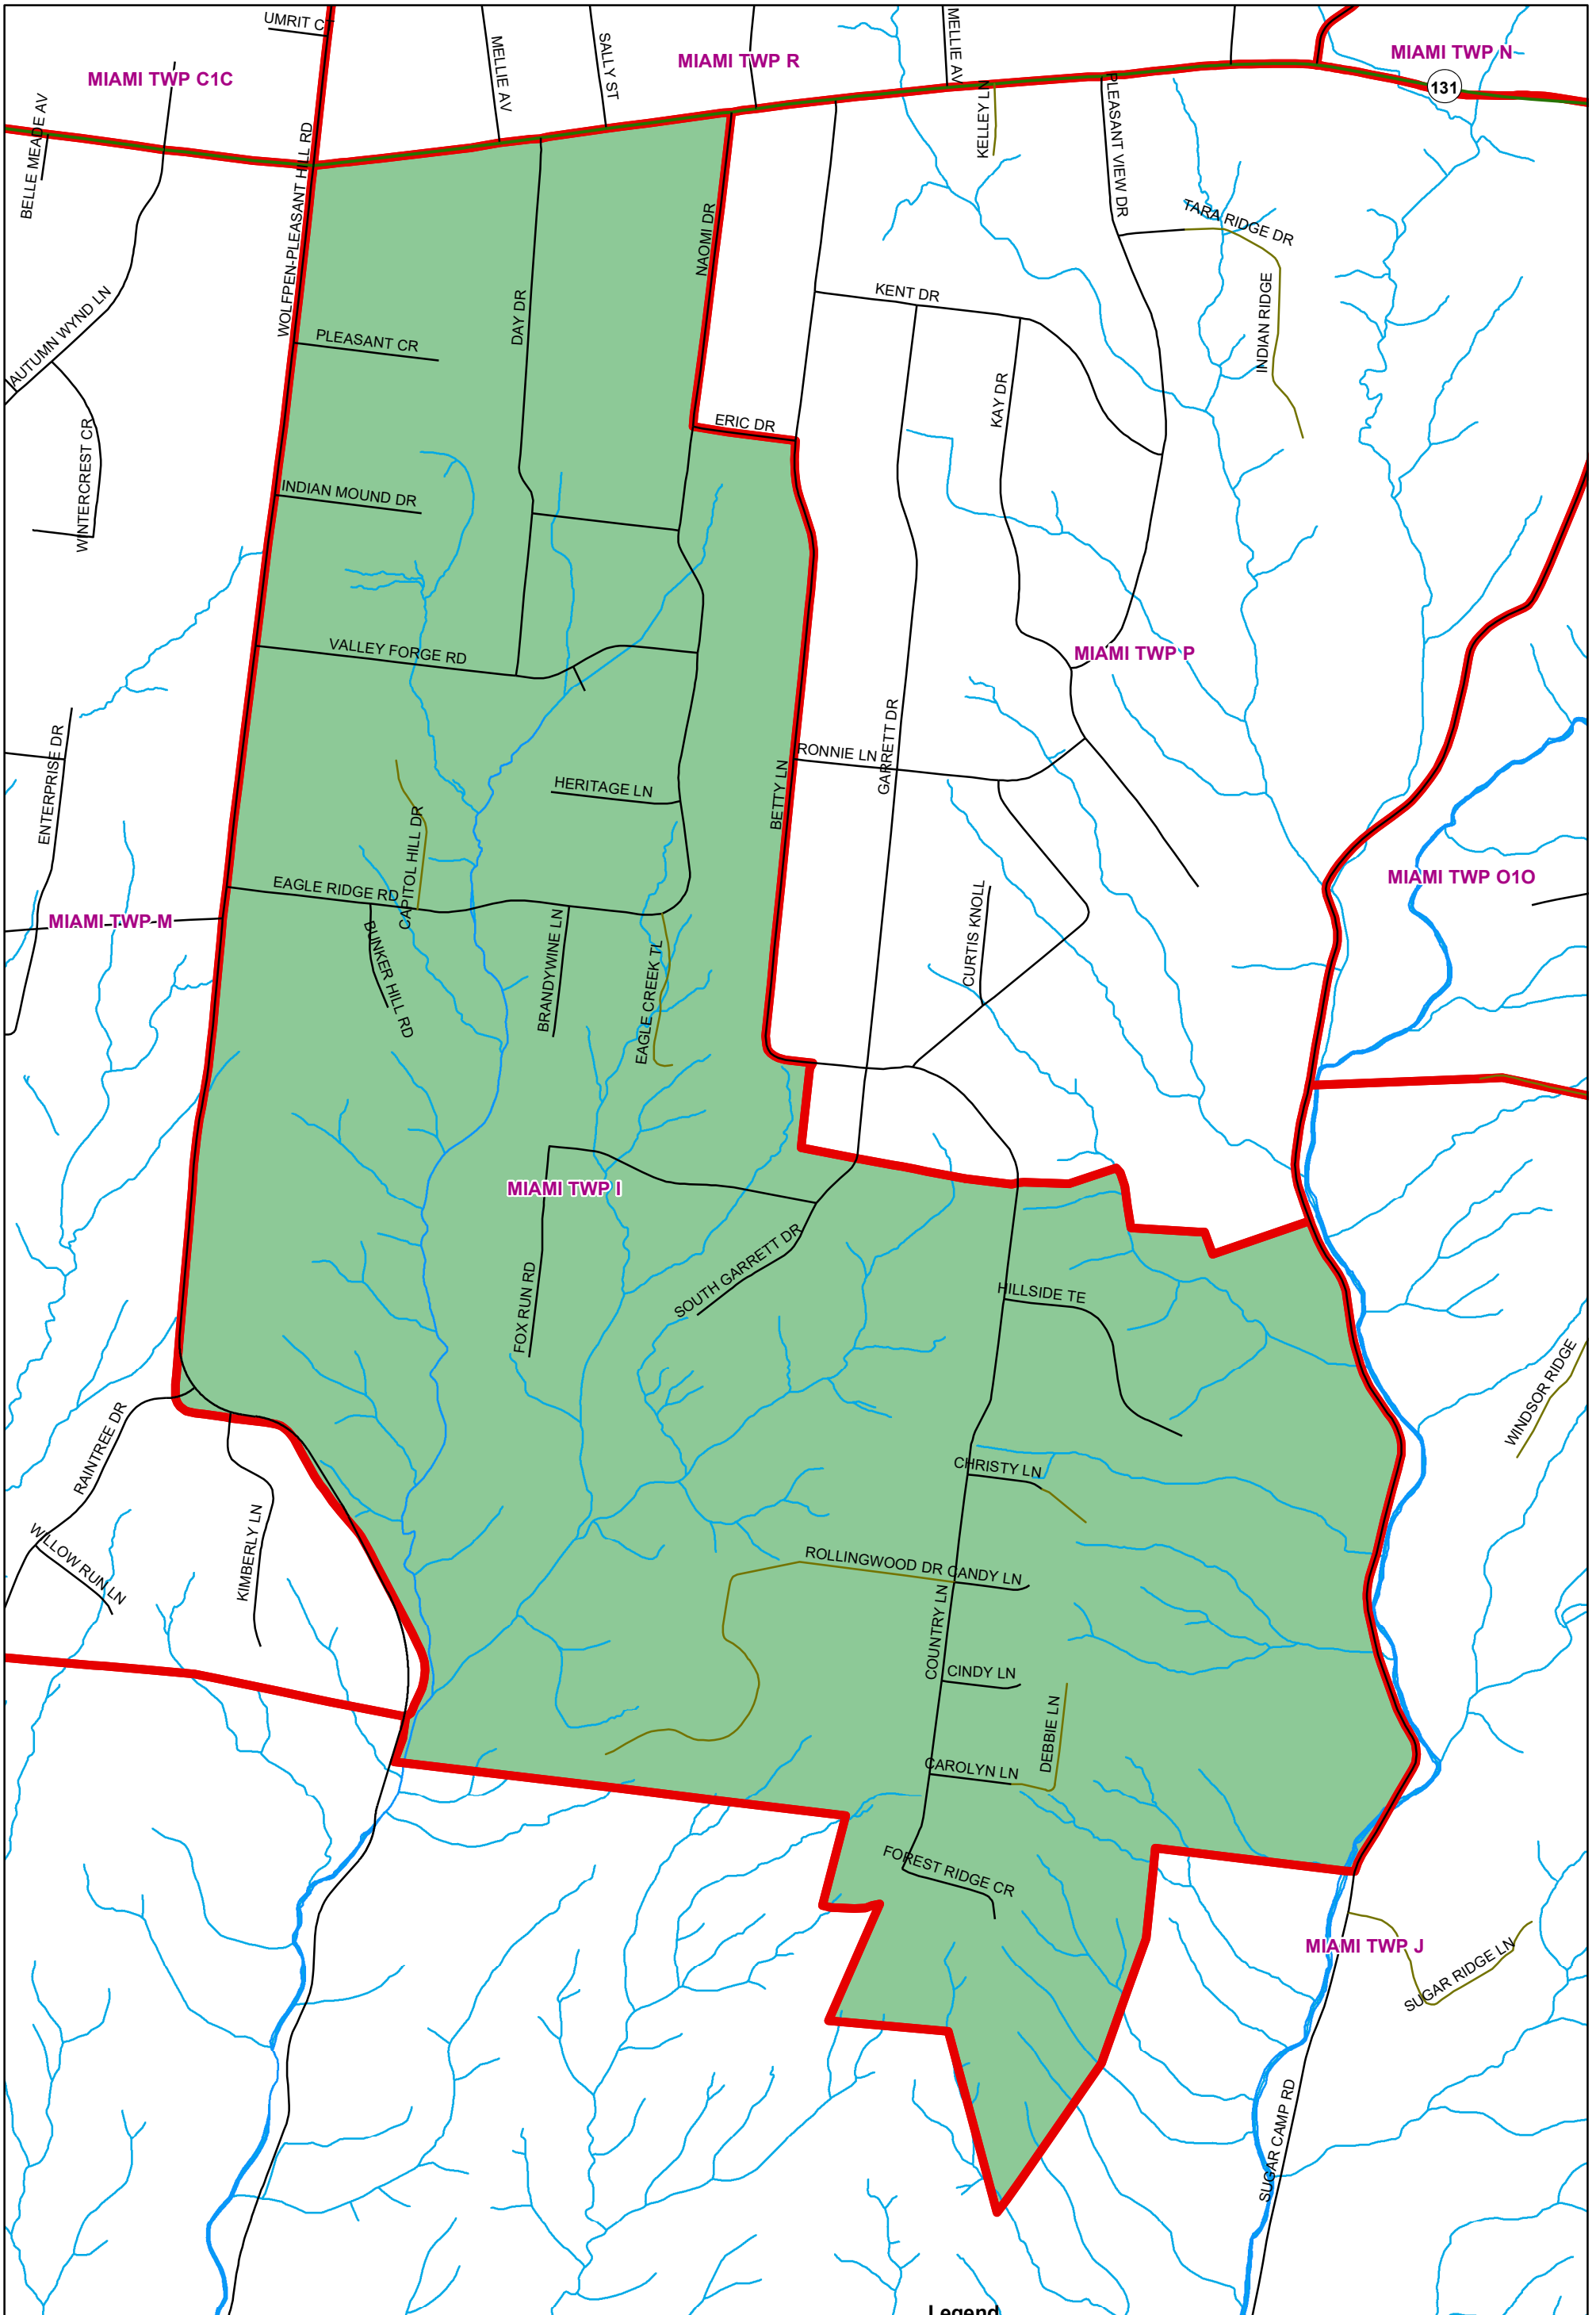 UMRIT CT
MELLIE AV
SALLY ST
MIAMI TWP R
MELLIE AV
MIAMI TWP N
MIAMI TWP C1C
131
KELLEY LN
PLEASANT VIEW DR
BELLE MEADE AV
WOLFPEN-PLEASANT HILL RD
NAOMI DR
TARA RIDGE DR
KENT DR
INDIAN RIDGE
AUTUMN WYND LN
DAY DR
PLEASANT CR
KAY DR
ERIC DR
WINTERCREST CR
INDIAN MOUND DR
VALLEY FORGE RD
MIAMI TWP P
ENTERPRISE DR
GARRETT DR
RONNIE LN
HERITAGE LN
BETTY LN
CAPITOL HILL DR
EAGLE RIDGE RD
MIAMI TWP O1O
MIAMI TWP M
BUNKER HILL RD
BRANDYWINE LN
EAGLE CREEK TL
CURTIS KNOLL
MIAMI TWP I
SOUTH GARRETT DR
FOX RUN RD
HILLSIDE TE
WINDSOR RIDGE
RAINTREE DR
CHRISTY LN
WILLOW RUN LN
KIMBERLY LN
ROLLINGWOOD DR
CANDY LN
COUNTRY LN
CINDY LN
DEBBIE LN
CAROLYN LN
FOREST RIDGE CR
MIAMI TWP J
SUGAR RIDGE LN
SUGAR CAMP RD
Legend